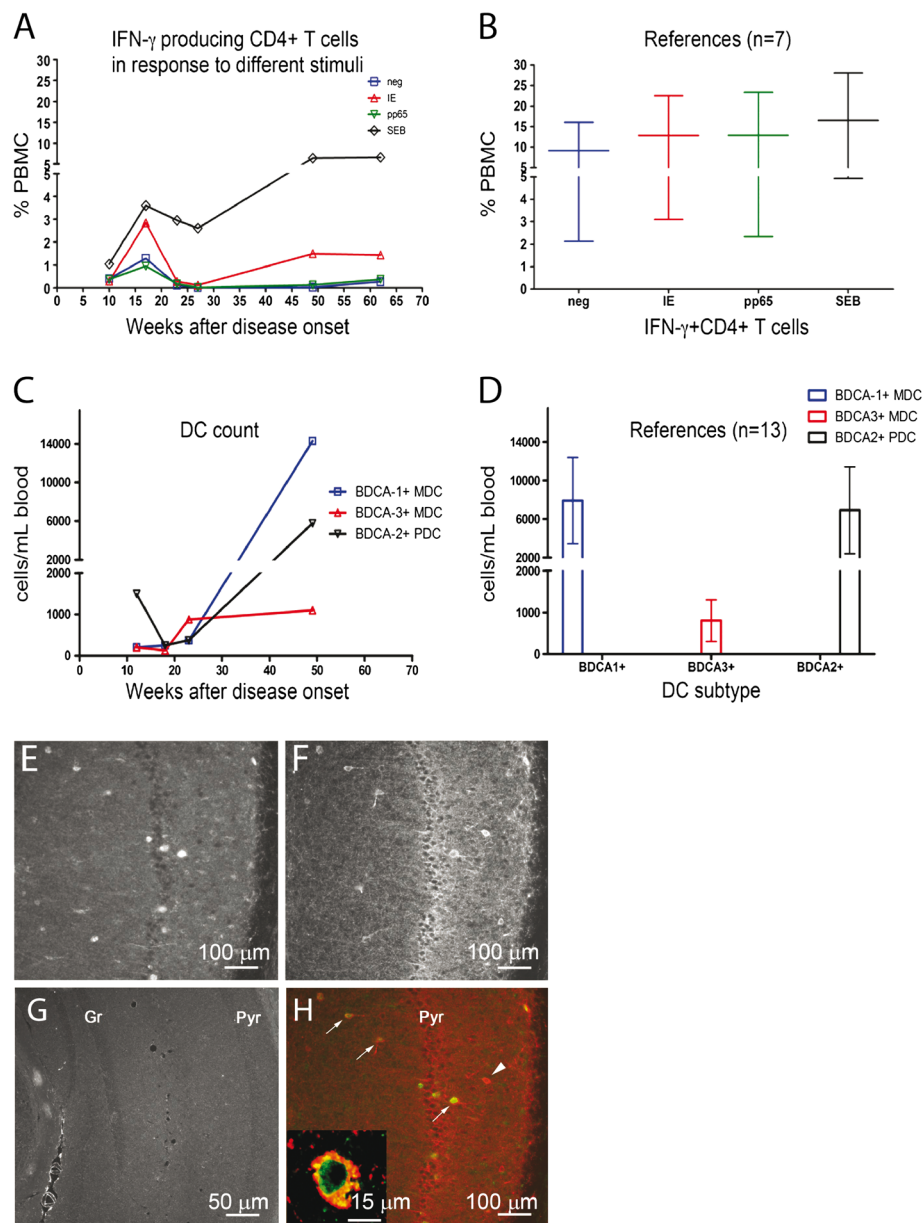 A
IFN-γ producing CD4+ T cells
in response to different stimuli
neg
IE
pp65
SEB
30
25
20
15
10
5
5
4
3
2
1
0
% PBMC
0 5 10 15 20 25 30 35 40 45 50 55 60 65 70
Weeks after disease onset
B
References (n=7)
30
25
20
15
10
5
5
4
3
2
1
0
% PBMC
neg IE pp65 SEB
IFN-γ+CD4+ T cells
C
DC count
14000
10000
6000
2000
2000
1000
0
cells/mL blood
BDCA-1+ MDC
BDCA-3+ MDC
BDCA-2+ PDC
0 10 20 30 40 50 60 70
Weeks after disease onset
D
References (n=13)
BDCA-1+ MDC
BDCA3+ MDC
BDCA2+ PDC
14000
10000
6000
2000
2000
1000
0
cells/mL blood
BDCA1+ BDCA3+ BDCA2+
DC subtype
E
100 µm
F
100 µm
G
Gr Pyr
50 µm
H
Pyr
15 µm
100 µm